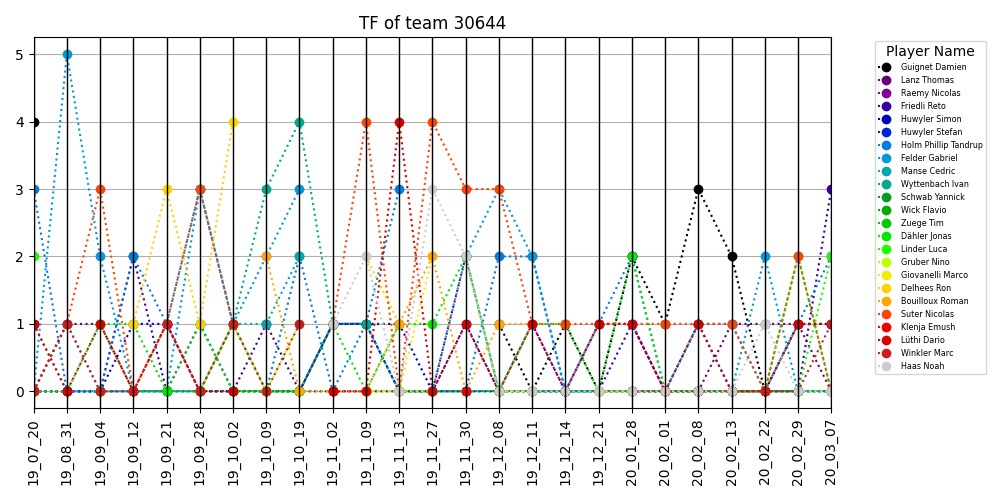 TF of team 30644
5
4
3
2
1
0
19_07_20
19_08_31
19_09_04
19_09_12
19_09_21
19_09_28
19_10_02
19_10_09
19_10_19
19_11_02
19_11_09
19_11_13
19_11_27
19_11_30
19_12_08
19_12_11
19_12_14
19_12_21
20_01_28
20_02_01
20_02_08
20_02_13
20_02_22
20_02_29
20_03_07
Player Name
Guignet Damien
Lanz Thomas
Raemy Nicolas
Friedli Reto
Huwyler Simon
Huwyler Stefan
Holm Phillip Tandrup
Felder Gabriel
Manse Cedric
Wyttenbach Ivan
Schwab Yannick
Wick Flavio
Zuege Tim
Dähler Jonas
Linder Luca
Gruber Nino
Giovanelli Marco
Delhees Ron
Bouilloux Roman
Suter Nicolas
Klenja Emush
Lüthi Dario
Winkler Marc
Haas Noah